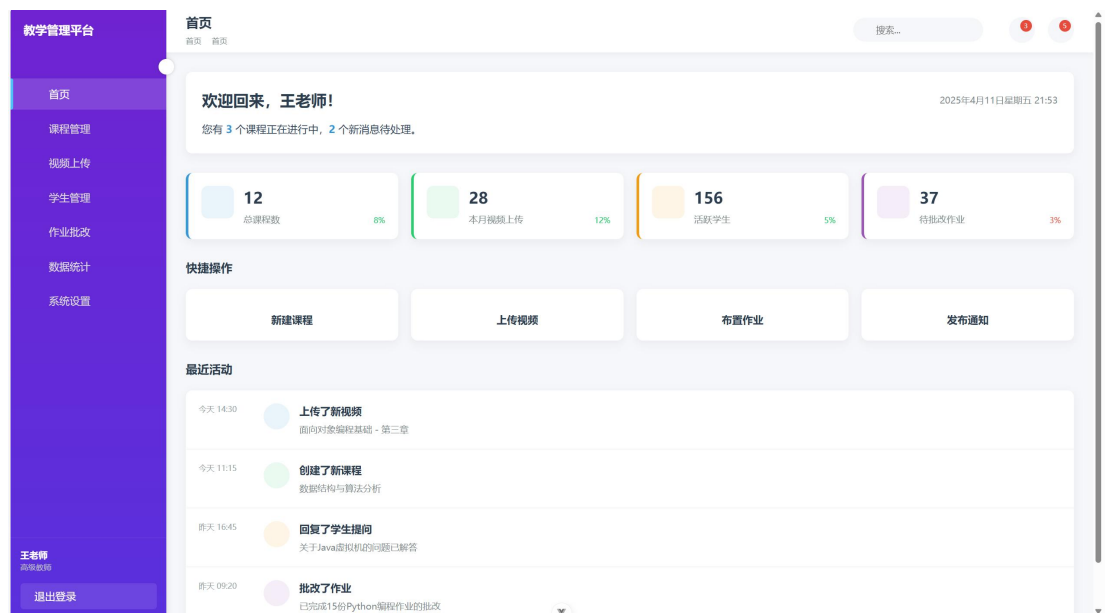 教学管理平台
首页
课程管理
视频上传
学生管理
作业批改
数据统计
系统设置
王老师
高级教师
退出登录
首页
首页 首页
搜索...
3
5
欢迎回来，王老师！
2025年4月11日星期五 21:53
您有 3 个课程正在进行中，2 个新消息待处理。
12
总课程数
8%
28
本月视频上传
12%
156
活跃学生
5%
37
待批改作业
3%
快捷操作
新建课程
上传视频
布置作业
发布通知
最近活动
今天 14:30
上传了新视频
面向对象编程基础 - 第三章
今天 11:15
创建了新课程
数据结构与算法分析
昨天 16:45
回复了学生提问
关于Java虚拟机的问题已解答
昨天 09:20
批改了作业
已完成15份Python编程作业的批改